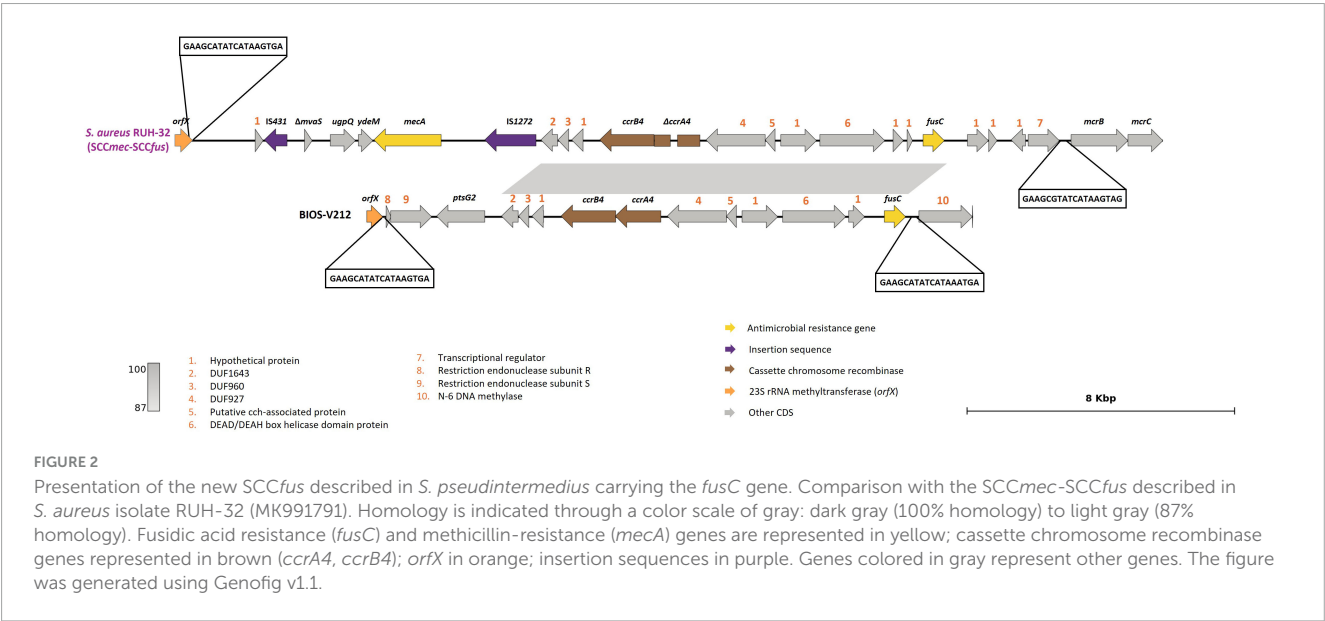 GAAGCATATCATAAGTGA
orfX 1 IS431 ΔmvaS ugpQ ydeM mecA IS1272 2 3 1 ccrB4 ΔccrA4 4 5 1 6 1 1 fusC 1 1 1 7 mcrB mcrC
S. aureus RUH-32
(SCCmec-SCCfus)
GAAGCGTATCATAAGTAG
orfX 8 9 ptsG2 2 3 1 ccrB4 ccrA4 4 5 1 6 1 fusC 10
BIOS-V212
GAAGCATATCATAAGTGA
GAAGCATATCATAAATGA
100
87
1. Hypothetical protein
2. DUF1643
3. DUF960
4. DUF927
5. Putative cch-associated protein
6. DEAD/DEAH box helicase domain protein
7. Transcriptional regulator
8. Restriction endonuclease subunit R
9. Restriction endonuclease subunit S
10. N-6 DNA methylase
Antimicrobial resistance gene
Insertion sequence
Cassette chromosome recombinase
23S rRNA methyltransferase (orfX)
Other CDS
8 Kbp
FIGURE 2
Presentation of the new SCCfus described in S. pseudintermedius carrying the fusC gene. Comparison with the SCCmec-SCCfus described in
S. aureus isolate RUH-32 (MK991791). Homology is indicated through a color scale of gray: dark gray (100% homology) to light gray (87%
homology). Fusidic acid resistance (fusC) and methicillin-resistance (mecA) genes are represented in yellow; cassette chromosome recombinase
genes represented in brown (ccrA4, ccrB4); orfX in orange; insertion sequences in purple. Genes colored in gray represent other genes. The figure
was generated using Genofig v1.1.